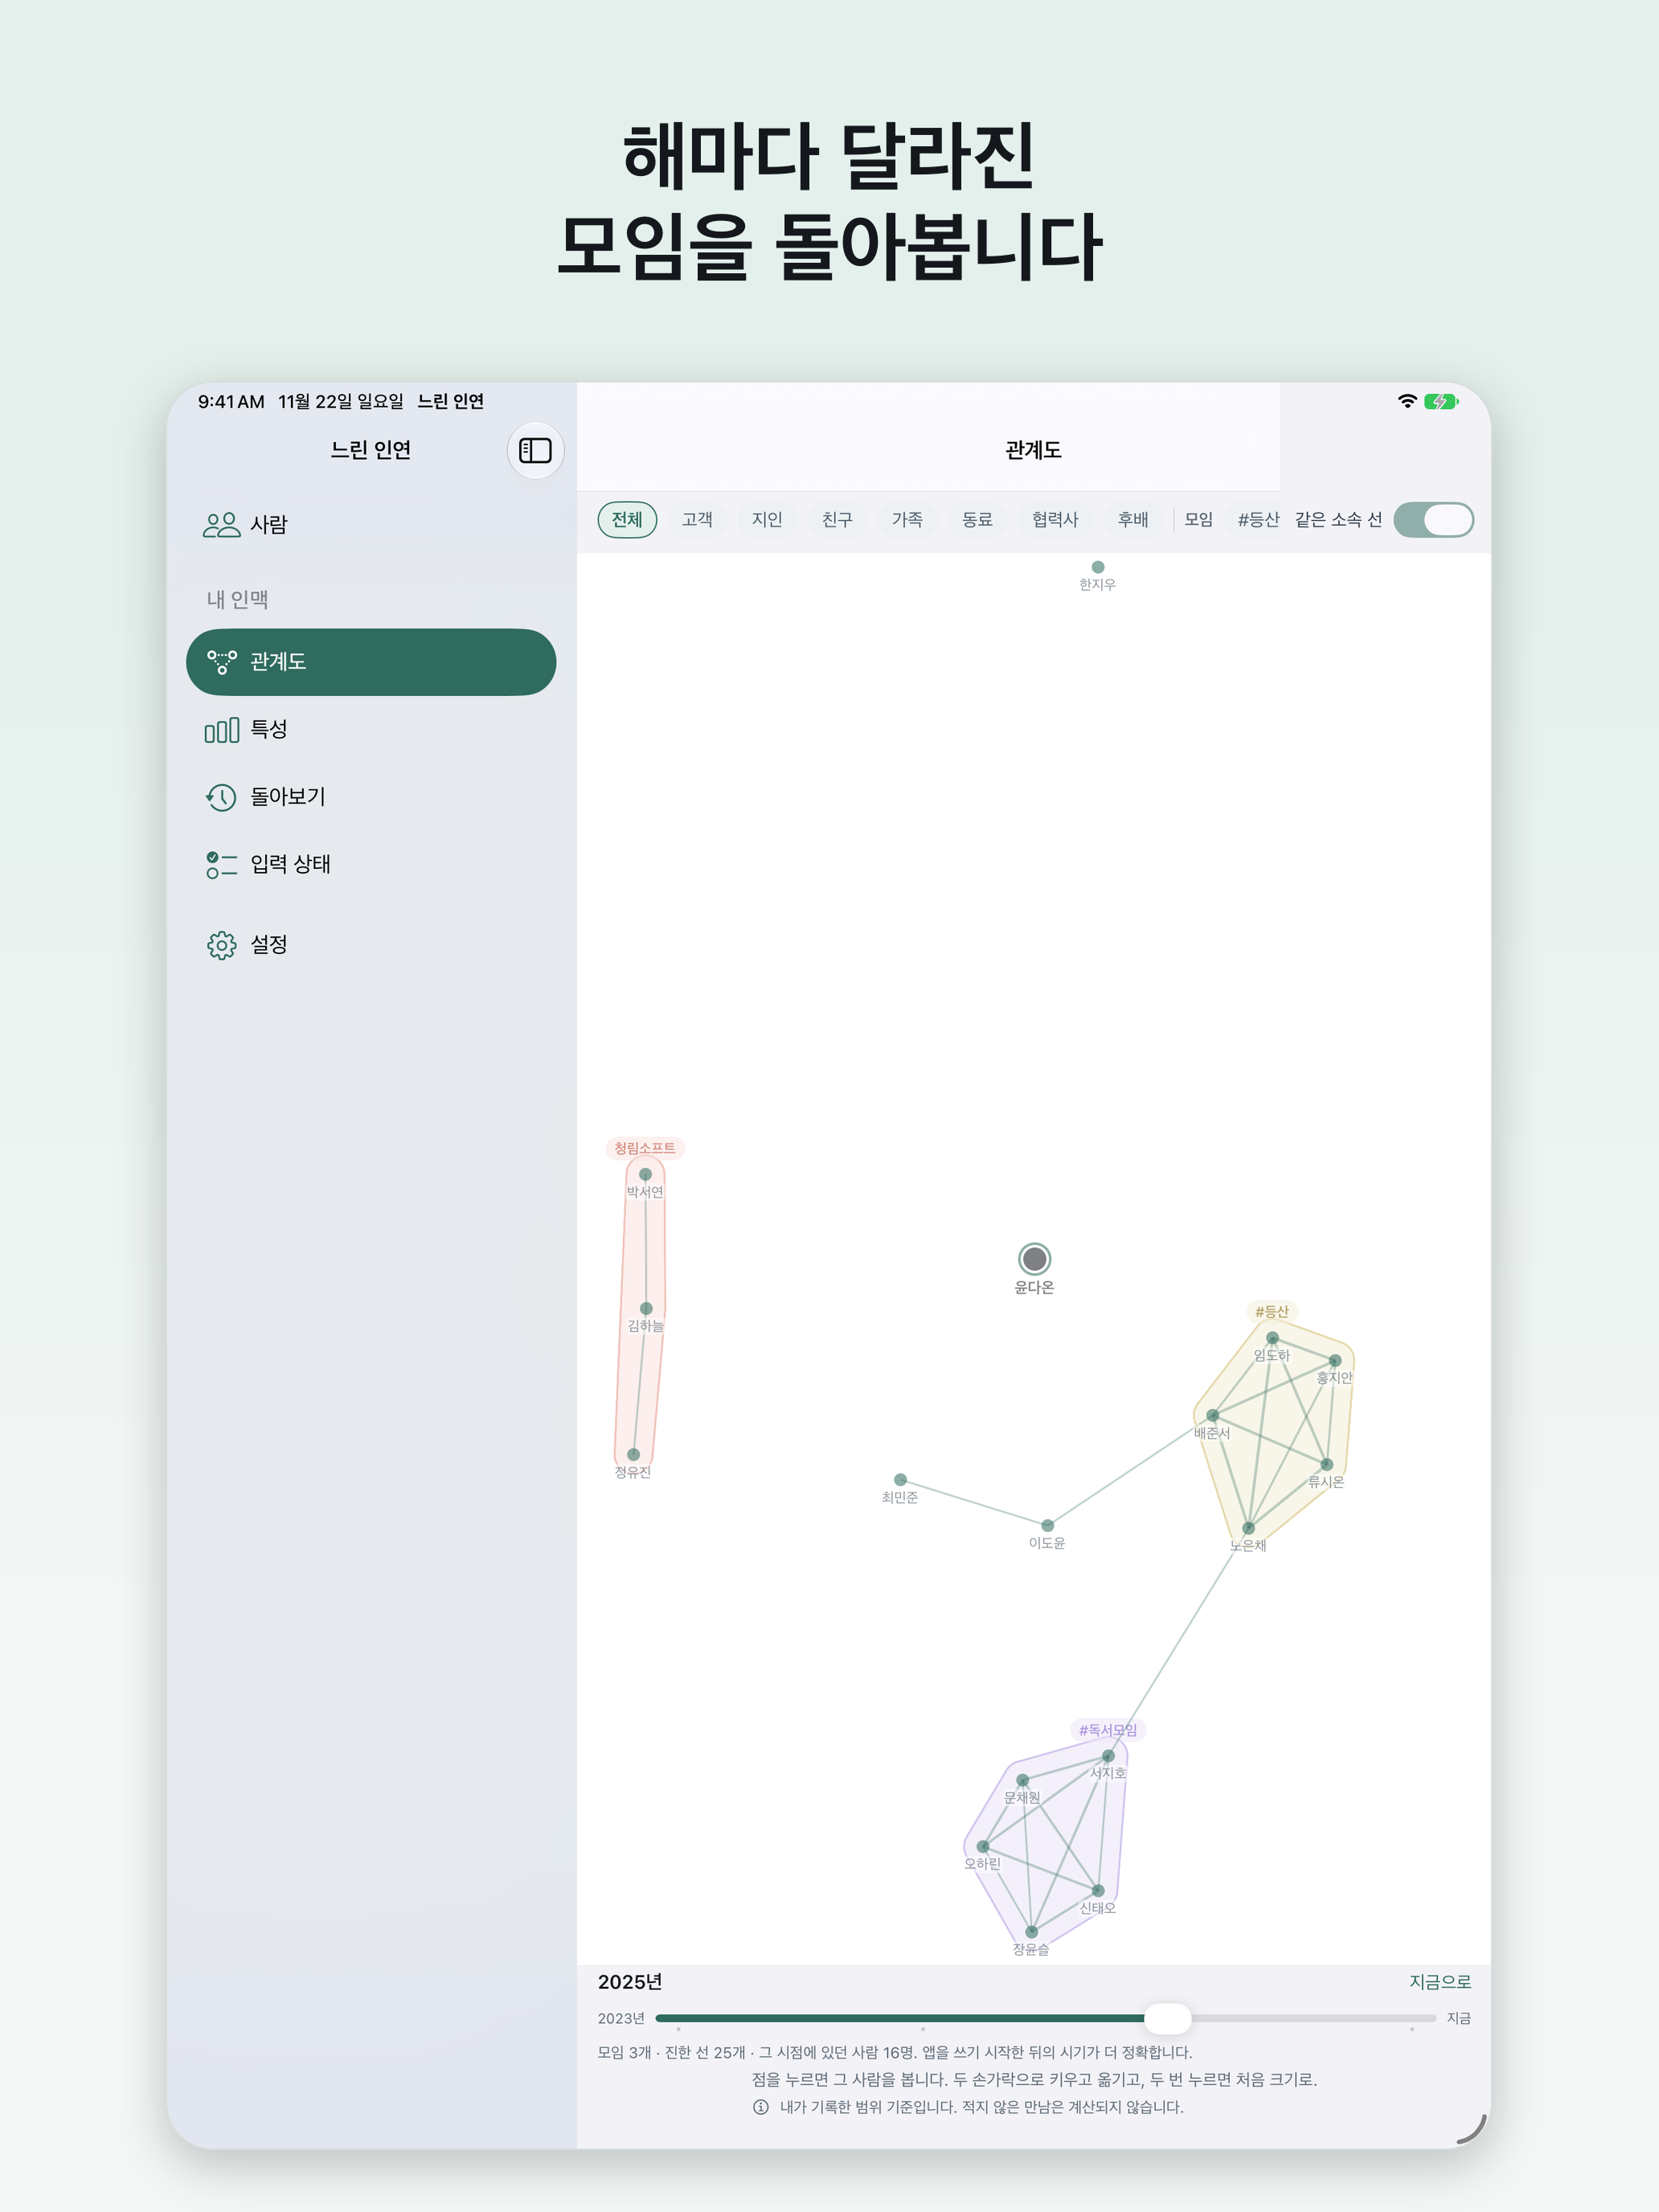 해마다 달라진
모임을 돌아봅니다
9:41 AM 11월 22일 일요일 느린 인연
느린 인연
관계도
사람
내 인맥
관계도
특성
돌아보기
입력 상태
설정
전체 고객 지인 친구 가족 동료 협력사 후배 모임 #등산 같은 소속 선
한지우
청림소프트
박서연
김하늘
정유진
윤다온
#등산
임도하
홍지안
배준서
류시온
노은채
최민준
이도윤
#독서모임
서지호
문채원
오하린
신태오
장윤슬
2025년 지금으로
2023년 지금
모임 3개 · 진한 선 25개 · 그 시점에 있던 사람 16명. 앱을 쓰기 시작한 뒤의 시기가 더 정확합니다.
점을 누르면 그 사람을 봅니다. 두 손가락으로 키우고 옮기고, 두 번 누르면 처음 크기로.
내가 기록한 범위 기준입니다. 적지 않은 만남은 계산되지 않습니다.